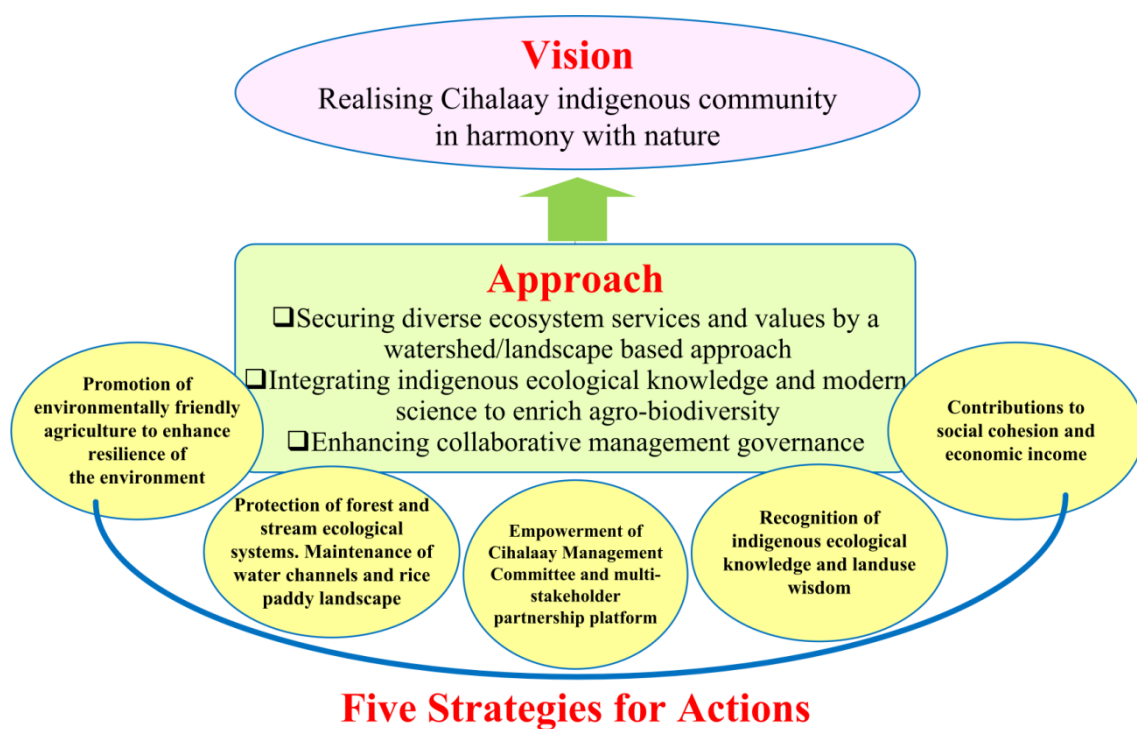 Vision
Realising Cihalaay indigenous community
in harmony with nature
Approach
❑Securing diverse ecosystem services and values by a
watershed/landscape based approach
❑Integrating indigenous ecological knowledge and modern
science to enrich agro-biodiversity
❑Enhancing collaborative management governance
Promotion of
environmentally friendly
agriculture to enhance
resilience of
the environment
Protection of forest and
stream ecological
systems. Maintenance of
water channels and rice
paddy landscape
Empowerment of
Cihalaay Management
Committee and multi-
stakeholder
partnership platform
Recognition of
indigenous ecological
knowledge and landuse
wisdom
Contributions to
social cohesion and
economic income
Five Strategies for Actions